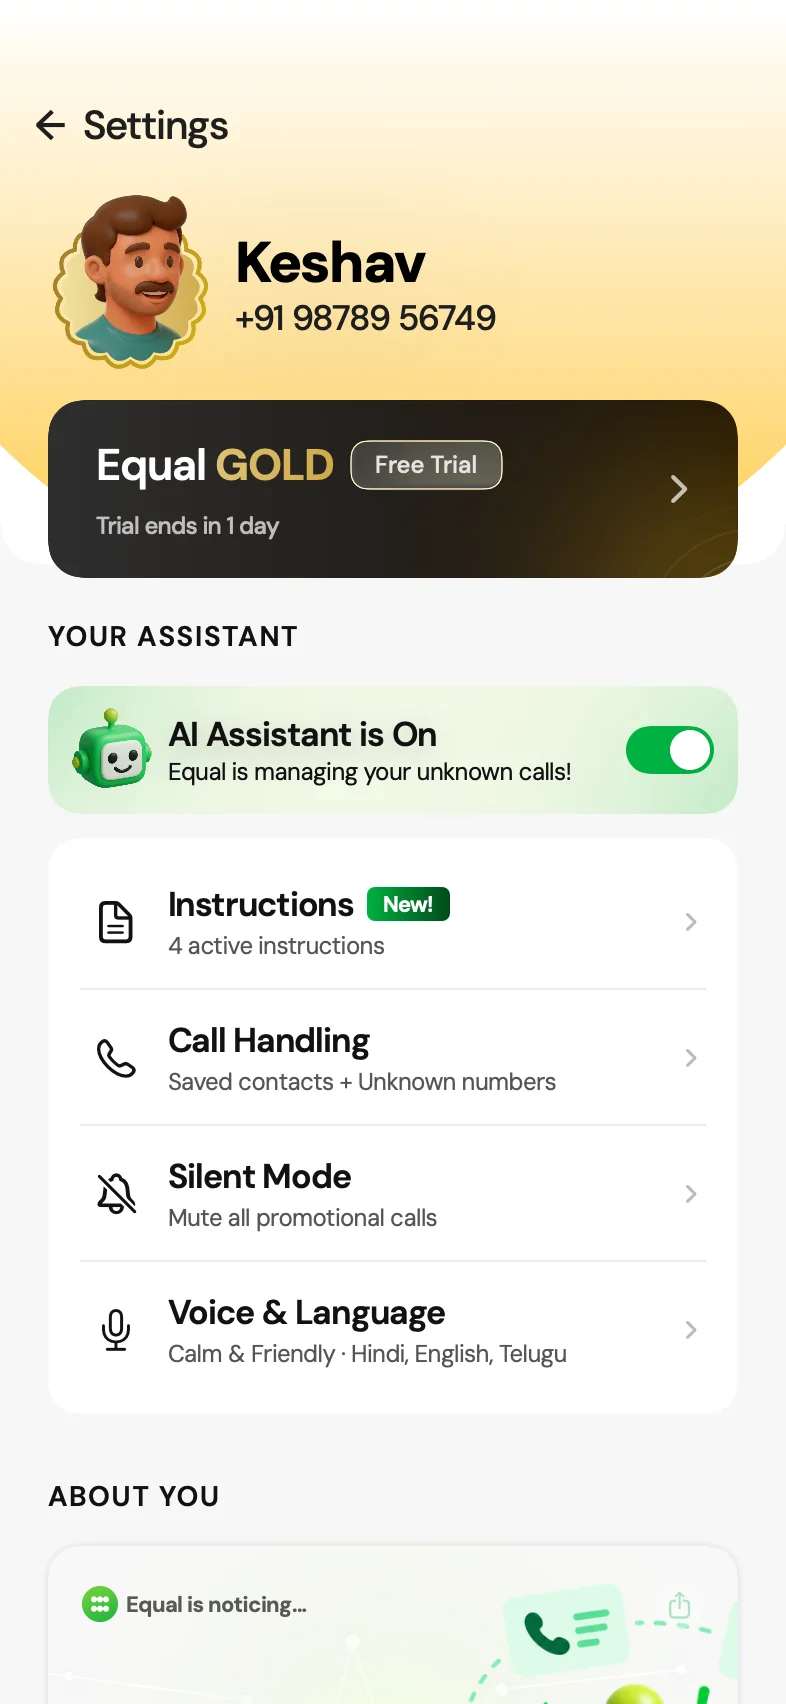 Settings
Keshav
+91 98789 56749
Equal GOLD Free Trial
Trial ends in 1 day
YOUR ASSISTANT
AI Assistant is On
Equal is managing your unknown calls!
Instructions New!
4 active instructions
Call Handling
Saved contacts + Unknown numbers
Silent Mode
Mute all promotional calls
Voice & Language
Calm & Friendly · Hindi, English, Telugu
ABOUT YOU
Equal is noticing...